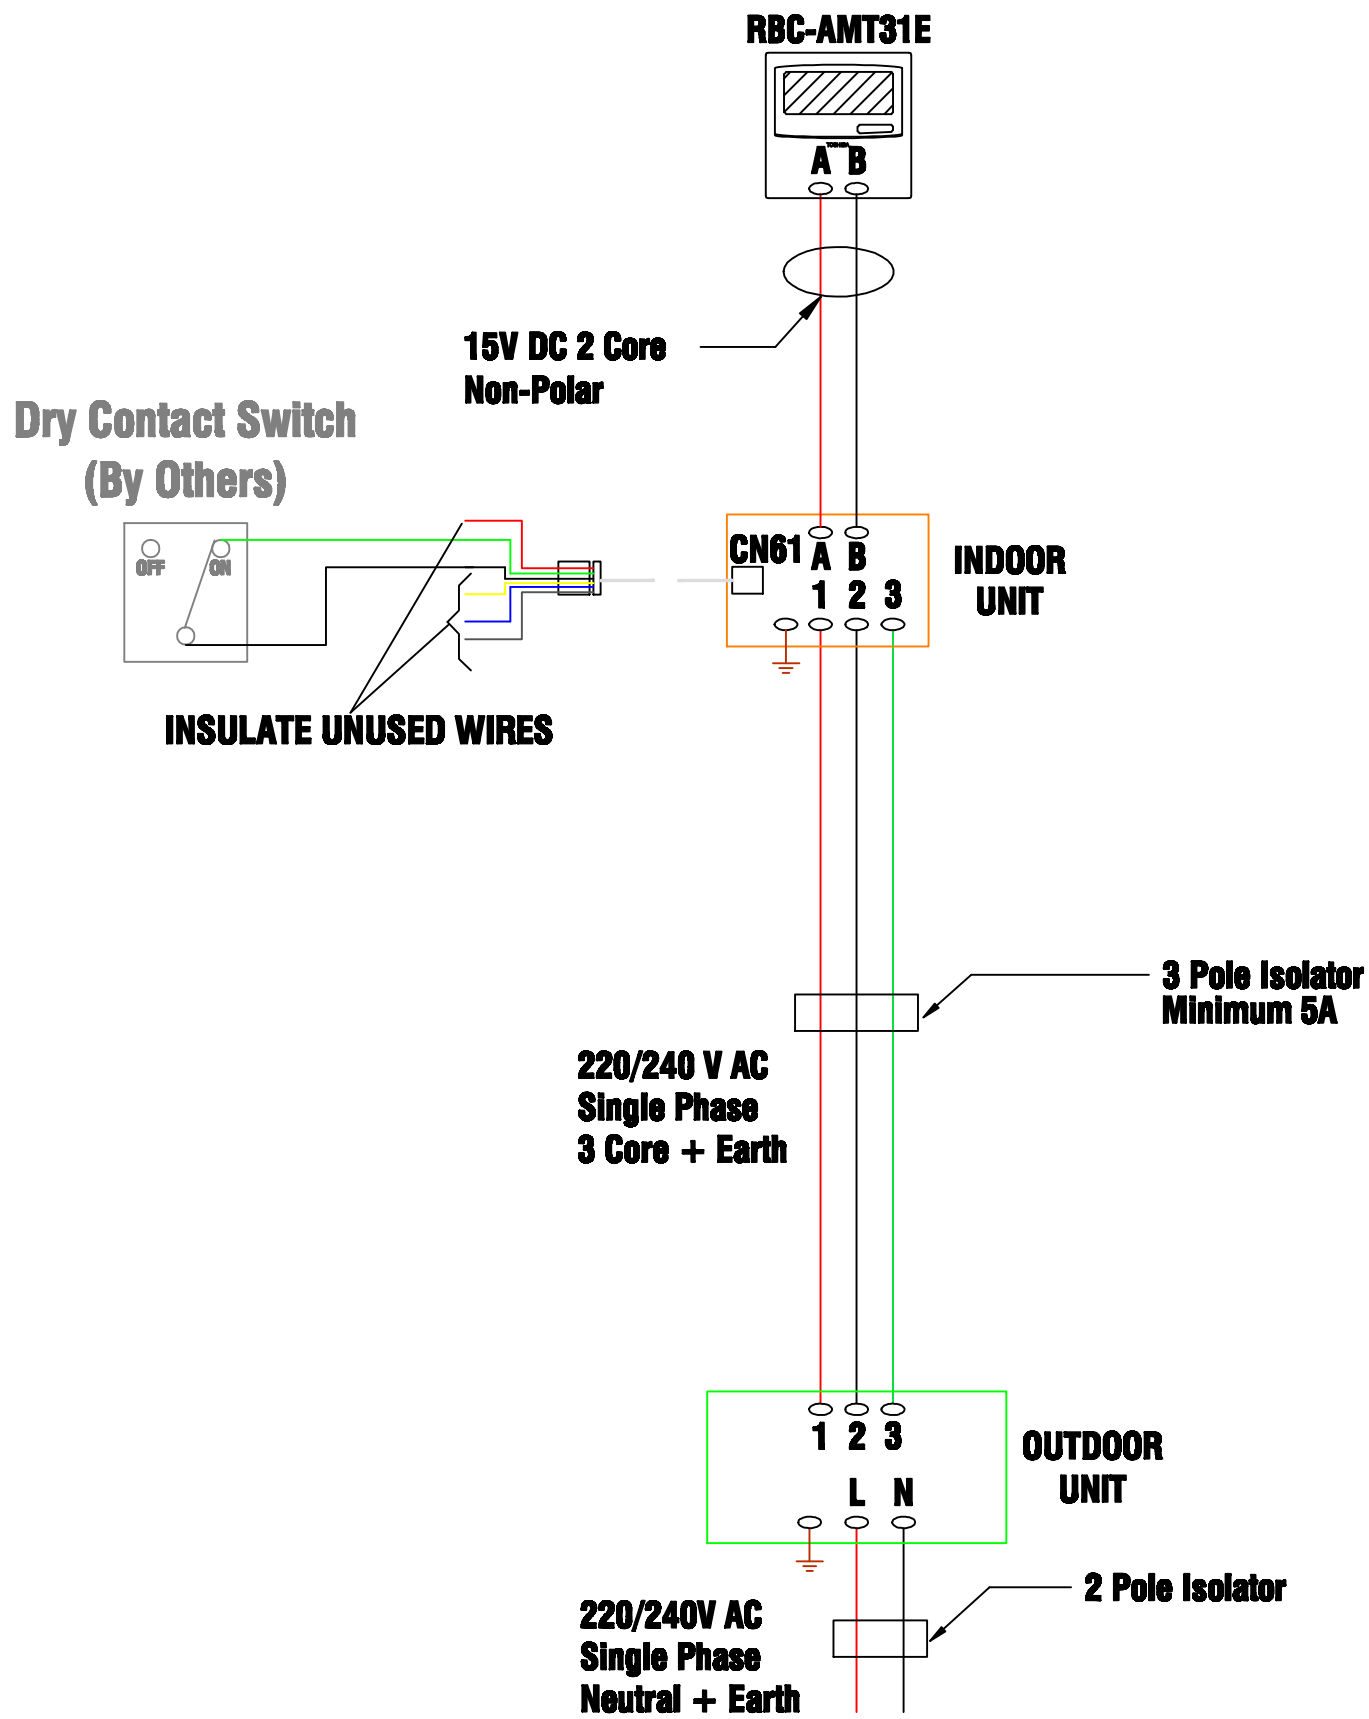 RBC-AMT31E
TOSHIBA
A B
15V DC 2 Core
Non-Polar
Dry Contact Switch
(By Others)
OFF
ON
CN61
A B
1 2 3
INDOOR
UNIT
INSULATE UNUSED WIRES
3 Pole Isolator
Minimum 5A
220/240 V AC
Single Phase
3 Core + Earth
1 2 3
L N
OUTDOOR
UNIT
2 Pole Isolator
220/240V AC
Single Phase
Neutral + Earth